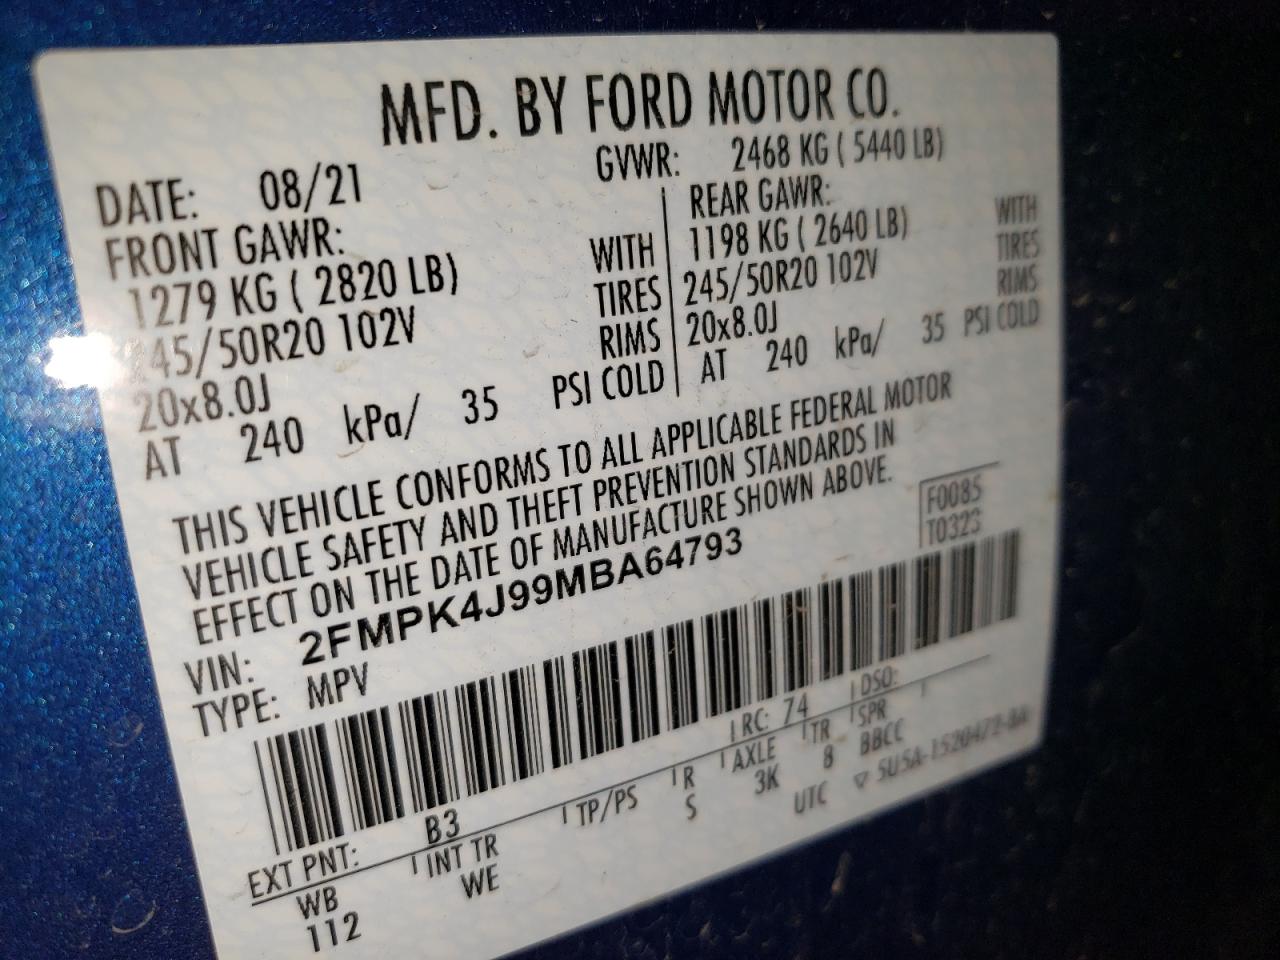 MFD. BY FORD MOTOR CO.
DATE: 08/21 GVWR: 2468 KG ( 5440 LB)
FRONT GAWR: REAR GAWR:
1279 KG ( 2820 LB) WITH 1198 KG ( 2640 LB) WITH
245/50R20 102V TIRES 245/50R20 102V TIRES
20x8.0J RIMS 20x8.0J RIMS
AT 240 kPa/ 35 PSI COLD AT 240 kPa/ 35 PSI COLD
THIS VEHICLE CONFORMS TO ALL APPLICABLE FEDERAL MOTOR
VEHICLE SAFETY AND THEFT PREVENTION STANDARDS IN
EFFECT ON THE DATE OF MANUFACTURE SHOWN ABOVE.
F0085
VIN: 2FMPK4J99MBA64793 T0323
TYPE: MPV
EXT PNT: B3 RC: 74 DSO:
WB INT TR TP/PS R AXLE TR SPR
112 WE S 3K 8 BBCC
UTC ▽ 5U5A-1520472-BA